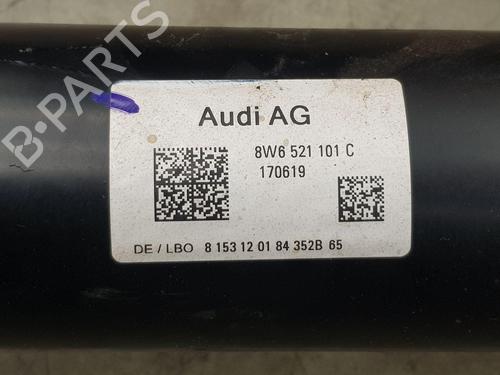 B-PARTS
Audi AG
8W6 521 101 C
170619
DE / LBO 8 153 12 01 84 352B 65